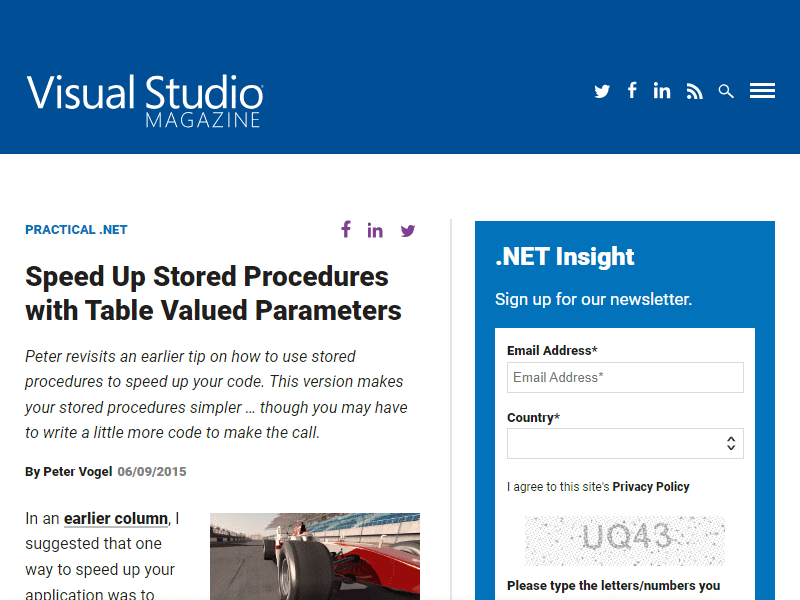 Visual Studio
MAGAZINE
PRACTICAL .NET
Speed Up Stored Procedures
with Table Valued Parameters
Peter revisits an earlier tip on how to use stored
procedures to speed up your code. This version makes
your stored procedures simpler ... though you may have
to write a little more code to make the call.
By Peter Vogel 06/09/2015
In an earlier column, I
suggested that one
way to speed up your
application was to
.NET Insight
Sign up for our newsletter.
Email Address*
Email Address*
Country*
I agree to this site's Privacy Policy
UQ43
Please type the letters/numbers you